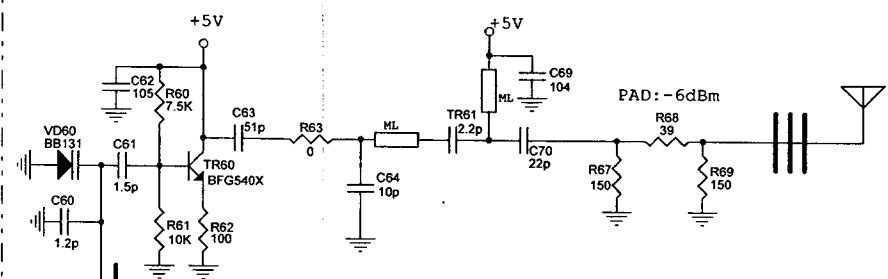 +5V
+5V
C62
105
R60
7.5K
C69
104
ML
PAD:-6dBm
C63
51p
R63
0
ML
TR61
2.2p
R68
39
VD60
BB131
C61
1.5p
TR60
BFG540X
C70
22p
C64
10p
R67
150
R69
150
C60
1.2p
R61
10K
R62
100